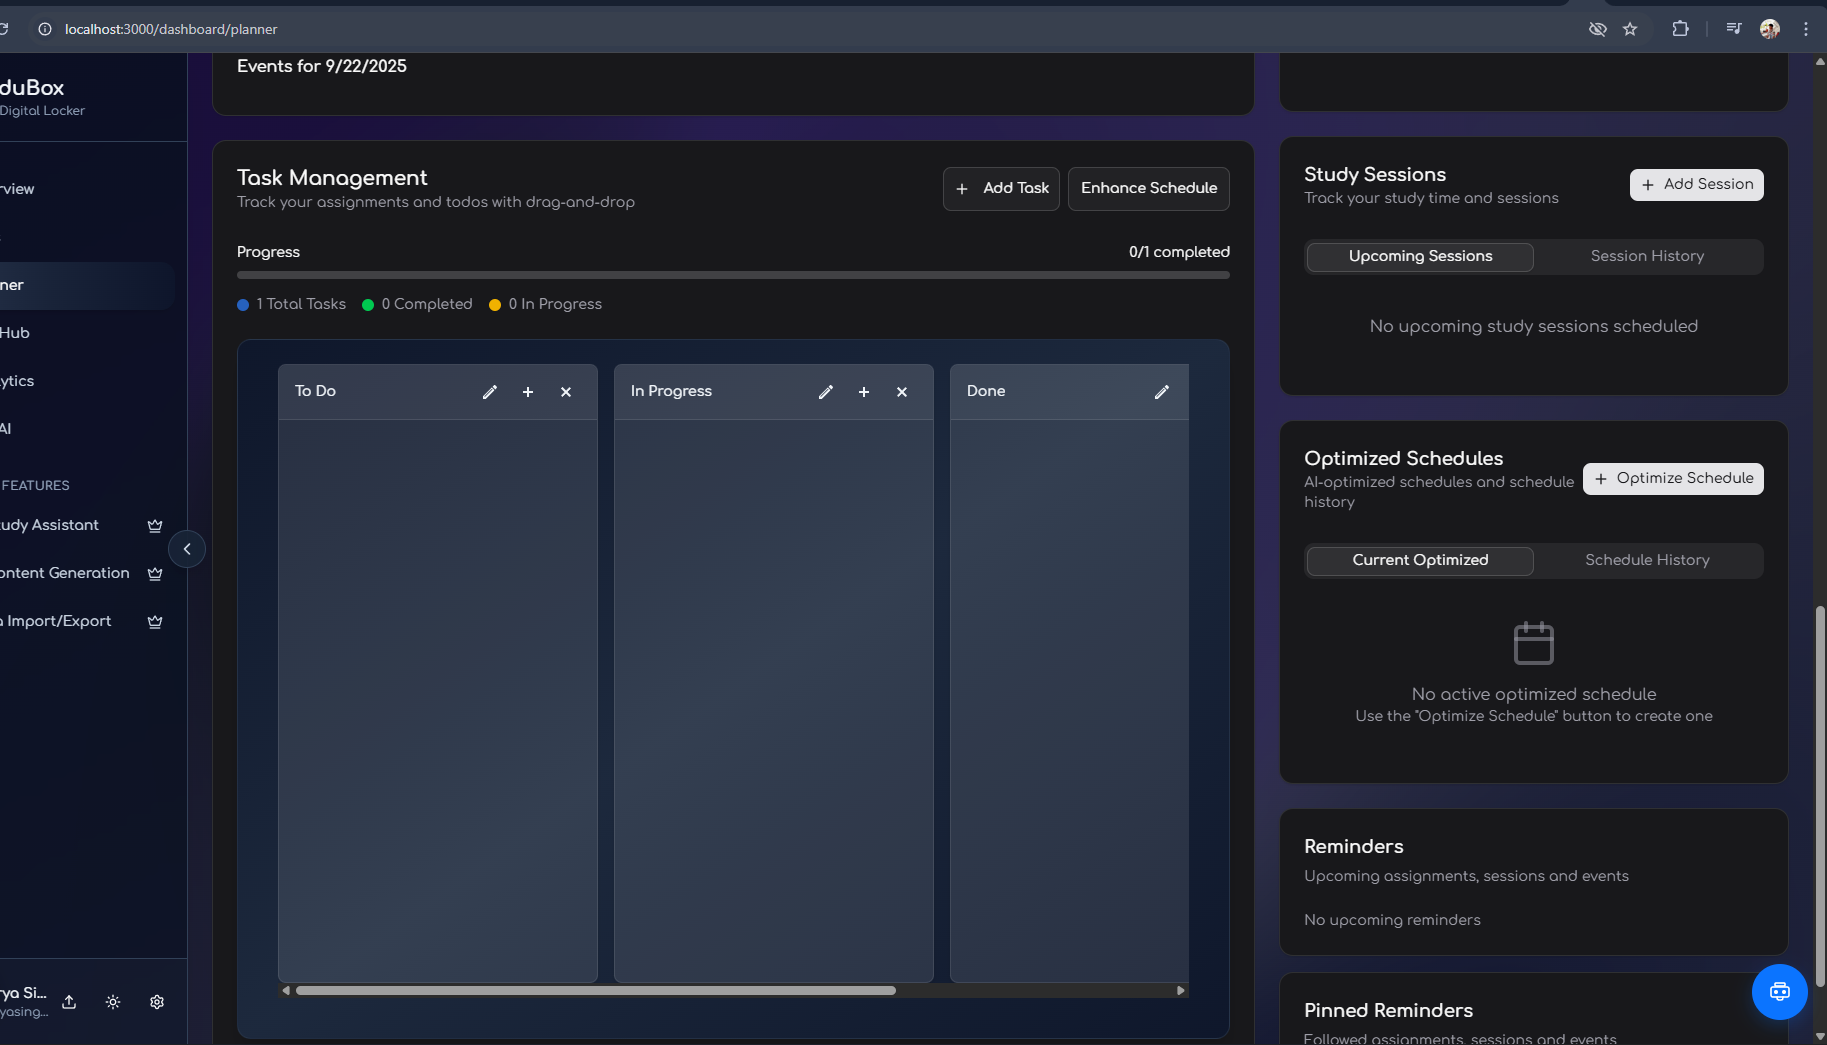 localhost:3000/dashboard/planner
duBox
Digital Locker
rview
ner
Hub
ytics
AI
FEATURES
tudy Assistant
ontent Generation
a Import/Export
rya Si...
yasing...
Events for 9/22/2025
Task Management
Track your assignments and todos with drag-and-drop
+ Add Task
Enhance Schedule
Progress
0/1 completed
1 Total Tasks
0 Completed
0 In Progress
To Do
In Progress
Done
Study Sessions
Track your study time and sessions
+ Add Session
Upcoming Sessions
Session History
No upcoming study sessions scheduled
Optimized Schedules
AI-optimized schedules and schedule
history
+ Optimize Schedule
Current Optimized
Schedule History
No active optimized schedule
Use the "Optimize Schedule" button to create one
Reminders
Upcoming assignments, sessions and events
No upcoming reminders
Pinned Reminders
Followed assignments, sessions and events